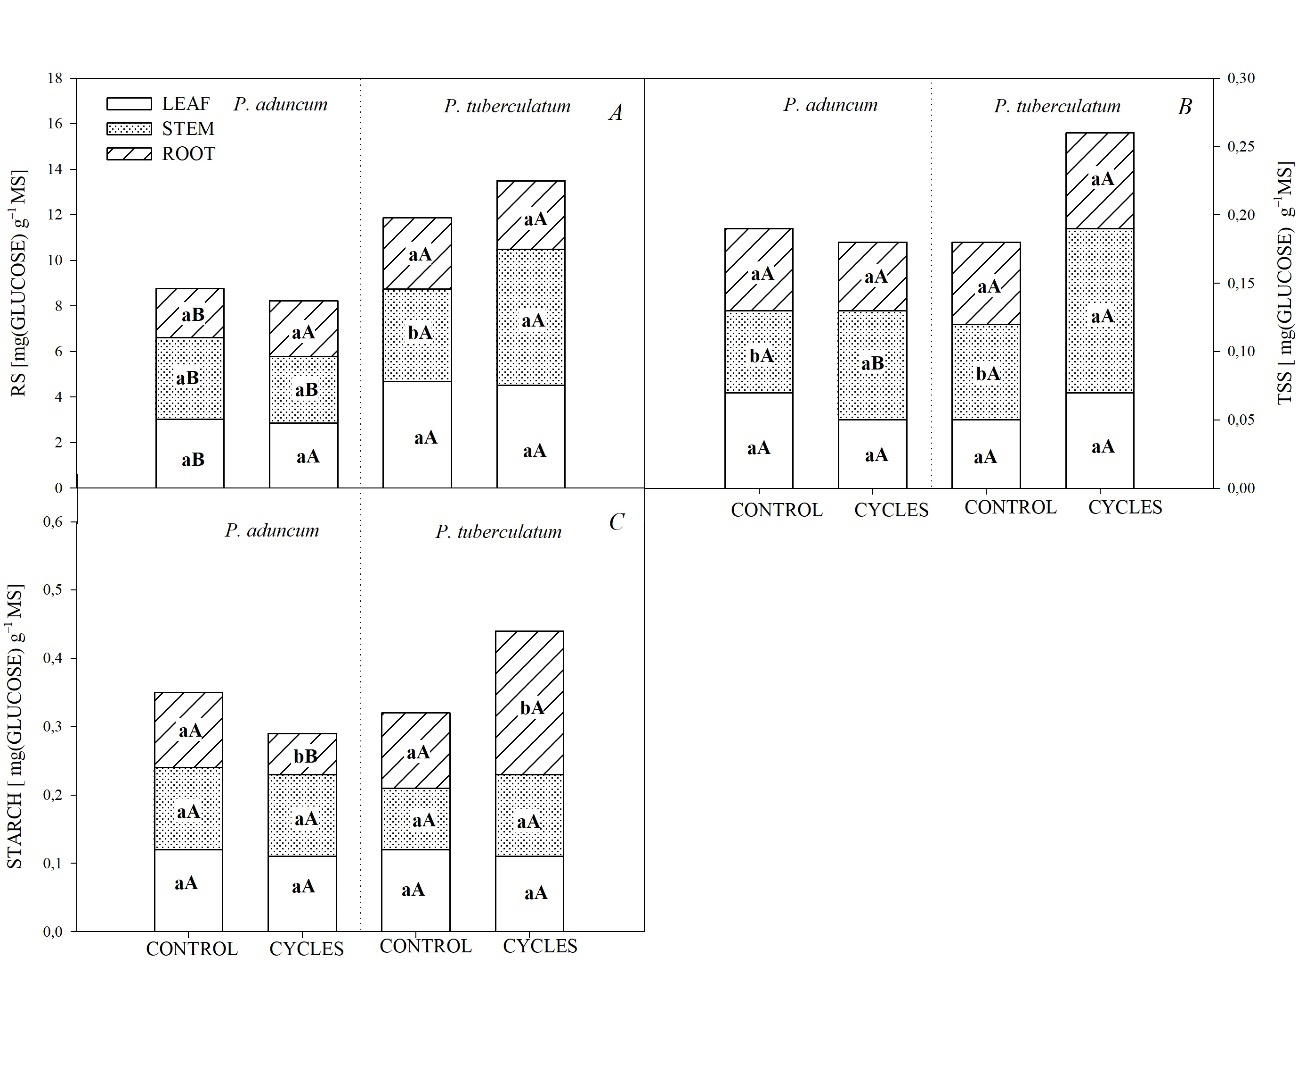 18
16
14
12
10
8
6
4
2
0
RS [mg(GLUCOSE) g⁻¹MS]
LEAF
STEM
ROOT
P. aduncum
P. tuberculatum
A
aB
aB
aB
aA
aB
aA
aA
bA
aA
aA
aA
aA
P. aduncum
P. tuberculatum
B
aA
bA
aA
aA
aB
aA
aA
bA
aA
aA
aA
aA
0,30
0,25
0,20
0,15
0,10
0,05
0,00
TSS [ mg(GLUCOSE) g⁻¹MS]
CONTROL CYCLES CONTROL CYCLES
0,6
0,5
0,4
0,3
0,2
0,1
0,0
STARCH [ mg(GLUCOSE) g⁻¹MS]
P. aduncum
P. tuberculatum
C
aA
aA
aA
bB
aA
aA
aA
aA
aA
bA
aA
aA
CONTROL CYCLES CONTROL CYCLES